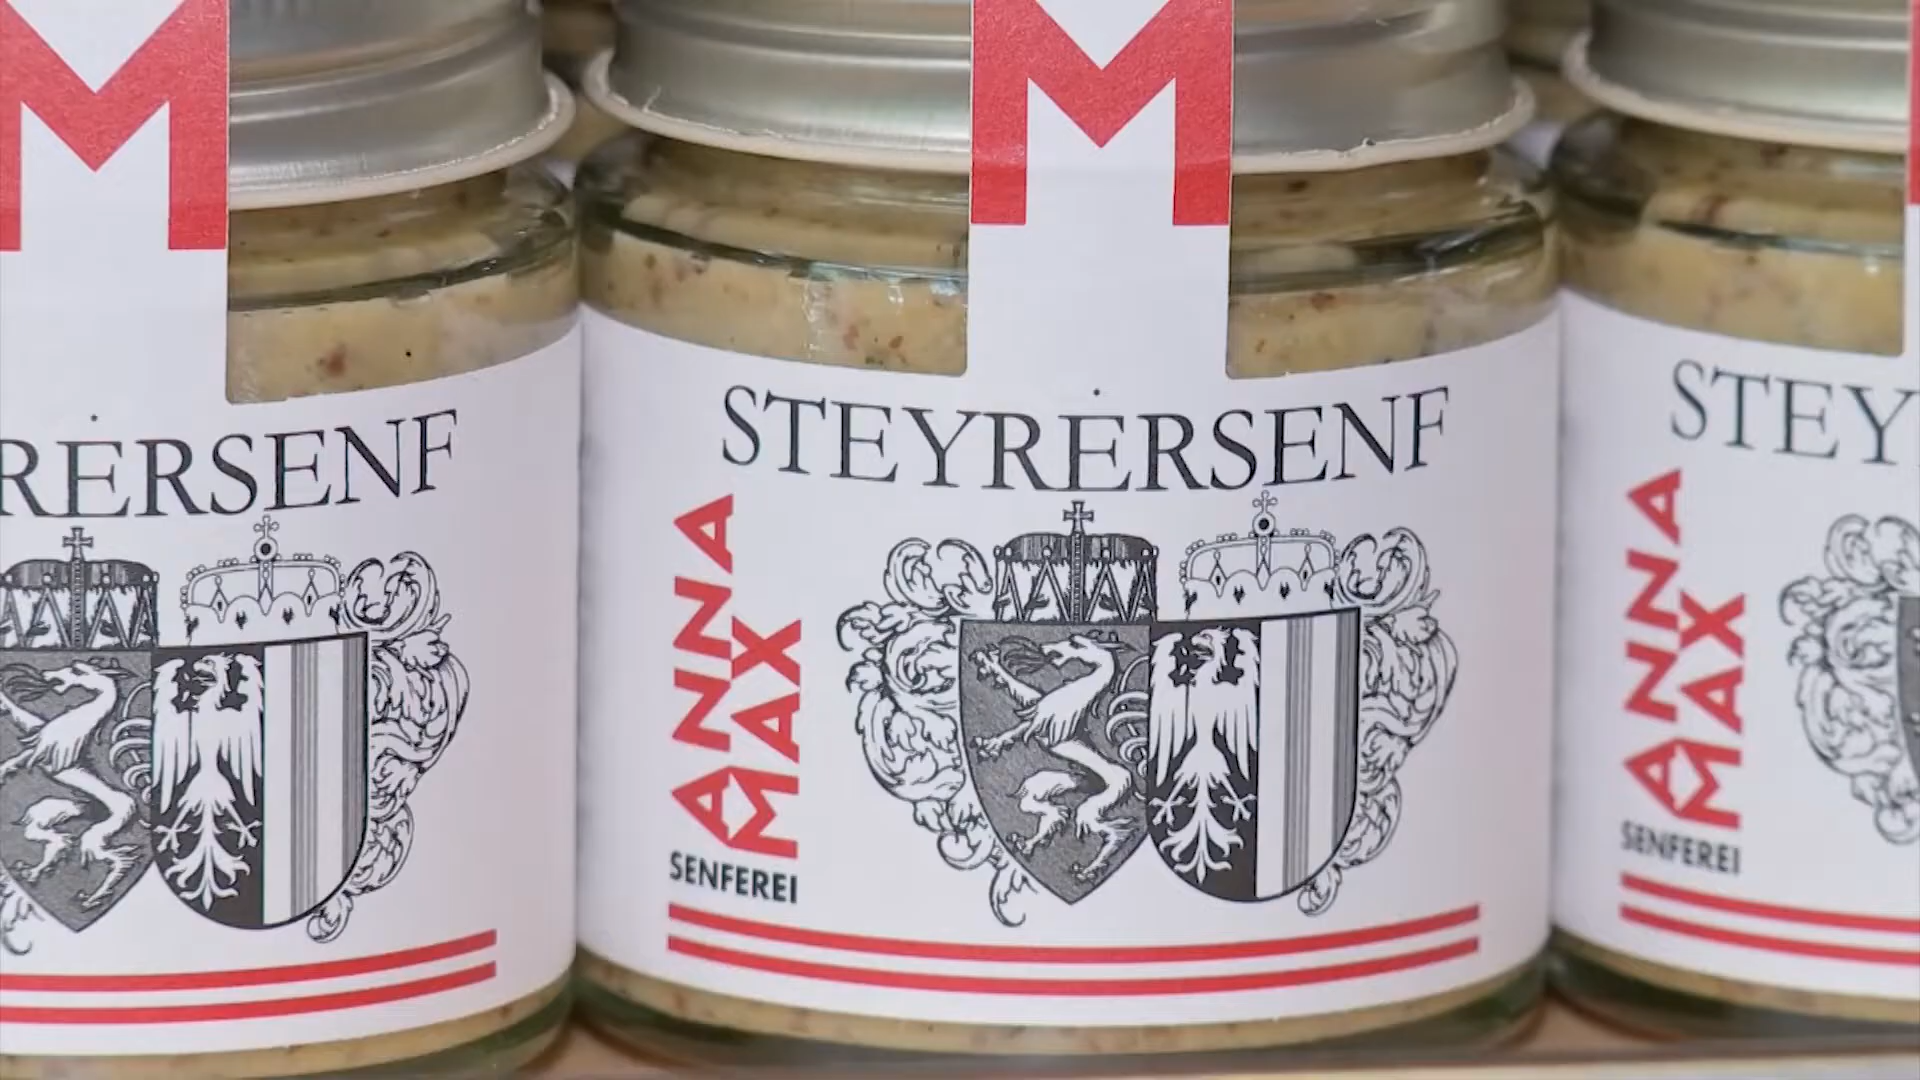 M
M
RERSENF
STEYRERSENF
ANNA
MAX
SENFEREI
STEY
ANNA
MAX
SENFEREI